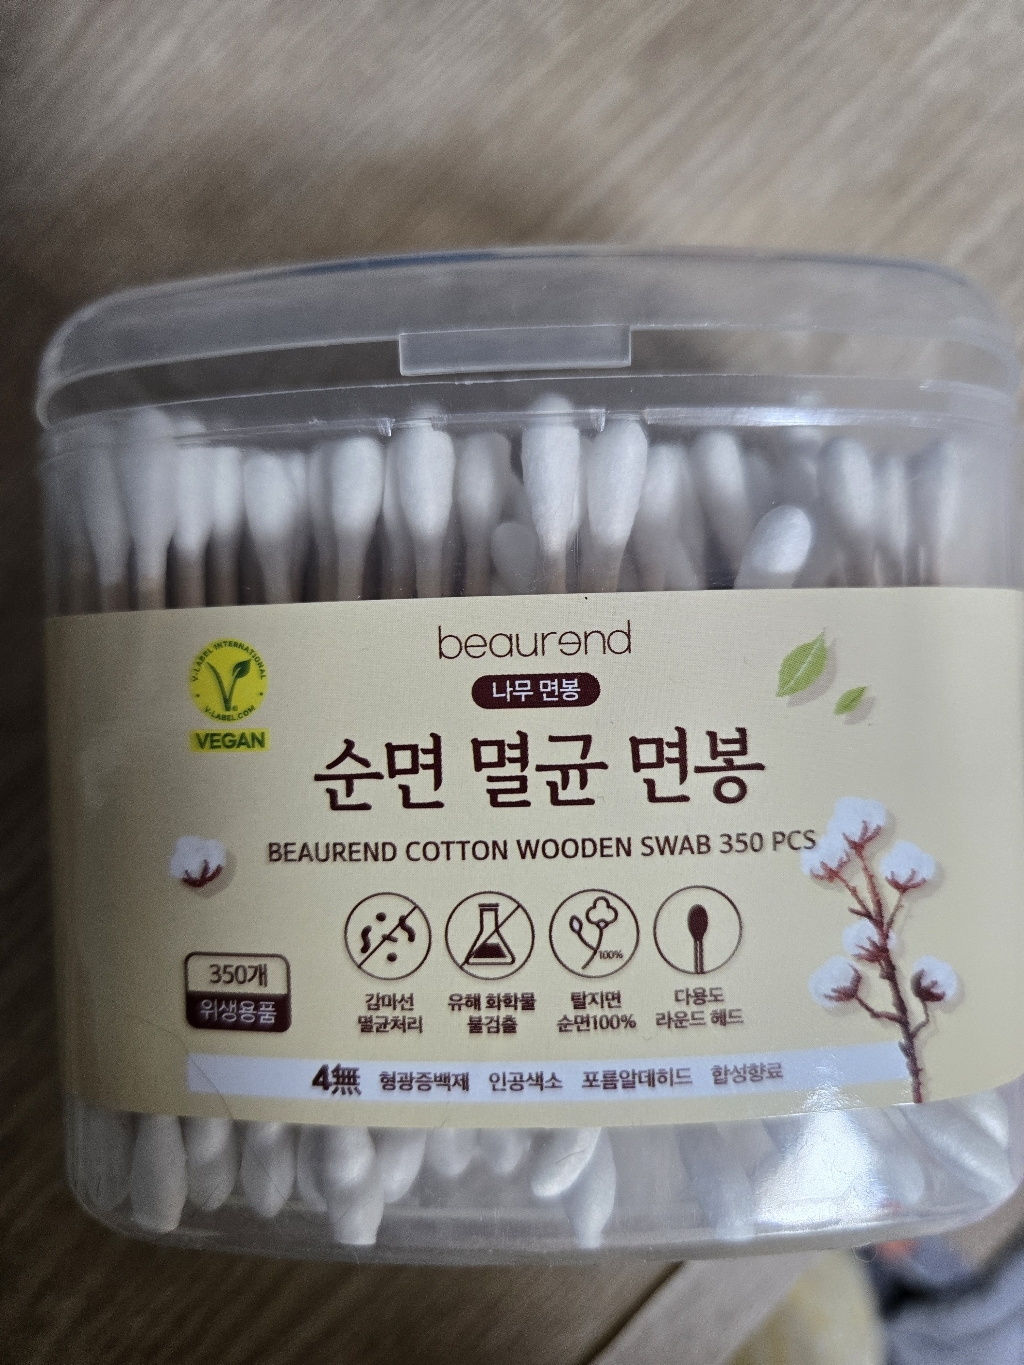 beaurend
나무 면봉
V-LABEL INTERNATIONAL
V-LABEL.COM
VEGAN
순면 멸균 면봉
BEAUREND COTTON WOODEN SWAB 350 PCS
100%
감마선
멸균처리
유해 화학물
불검출
탈지면
순면100%
다용도
라운드 헤드
350개
위생용품
4無 형광증백제 인공색소 포름알데히드 합성향료